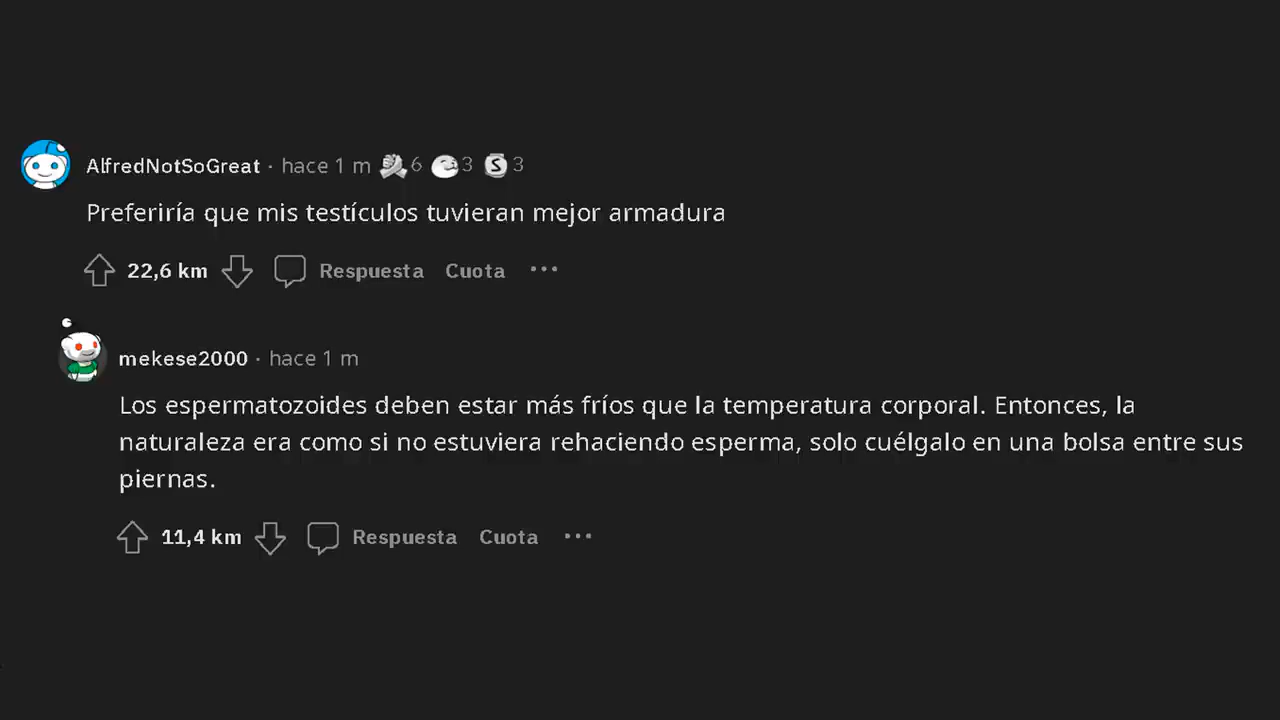 AlfredNotSoGreat · hace 1 m 6 3 S 3
Preferiría que mis testículos tuvieran mejor armadura
22,6 km Respuesta Cuota ···
mekese2000 · hace 1 m
Los espermatozoides deben estar más fríos que la temperatura corporal. Entonces, la
naturaleza era como si no estuviera rehaciendo esperma, solo cuélgalo en una bolsa entre sus
piernas.
11,4 km Respuesta Cuota ···